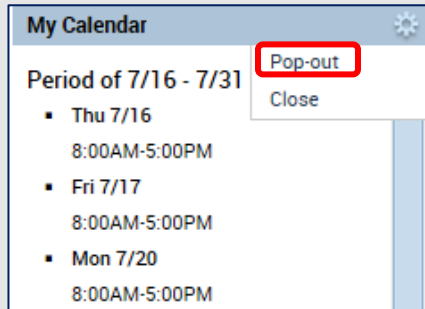 My Calendar
Pop-out
Close
Period of 7/16 - 7/31
▪ Thu 7/16
8:00AM-5:00PM
▪ Fri 7/17
8:00AM-5:00PM
▪ Mon 7/20
8:00AM-5:00PM